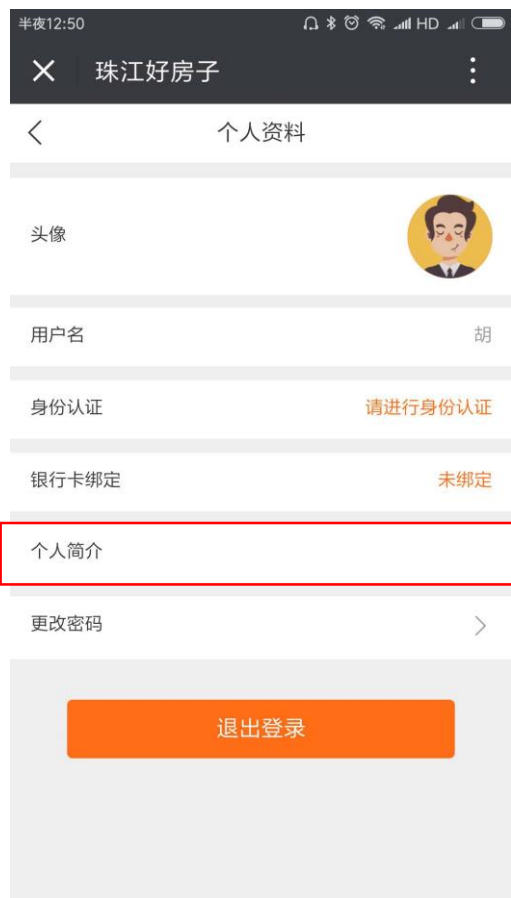 半夜12:50 HD
珠江好房子
个人资料
头像
用户名 胡
身份认证 请进行身份认证
银行卡绑定 未绑定
个人简介
更改密码
退出登录